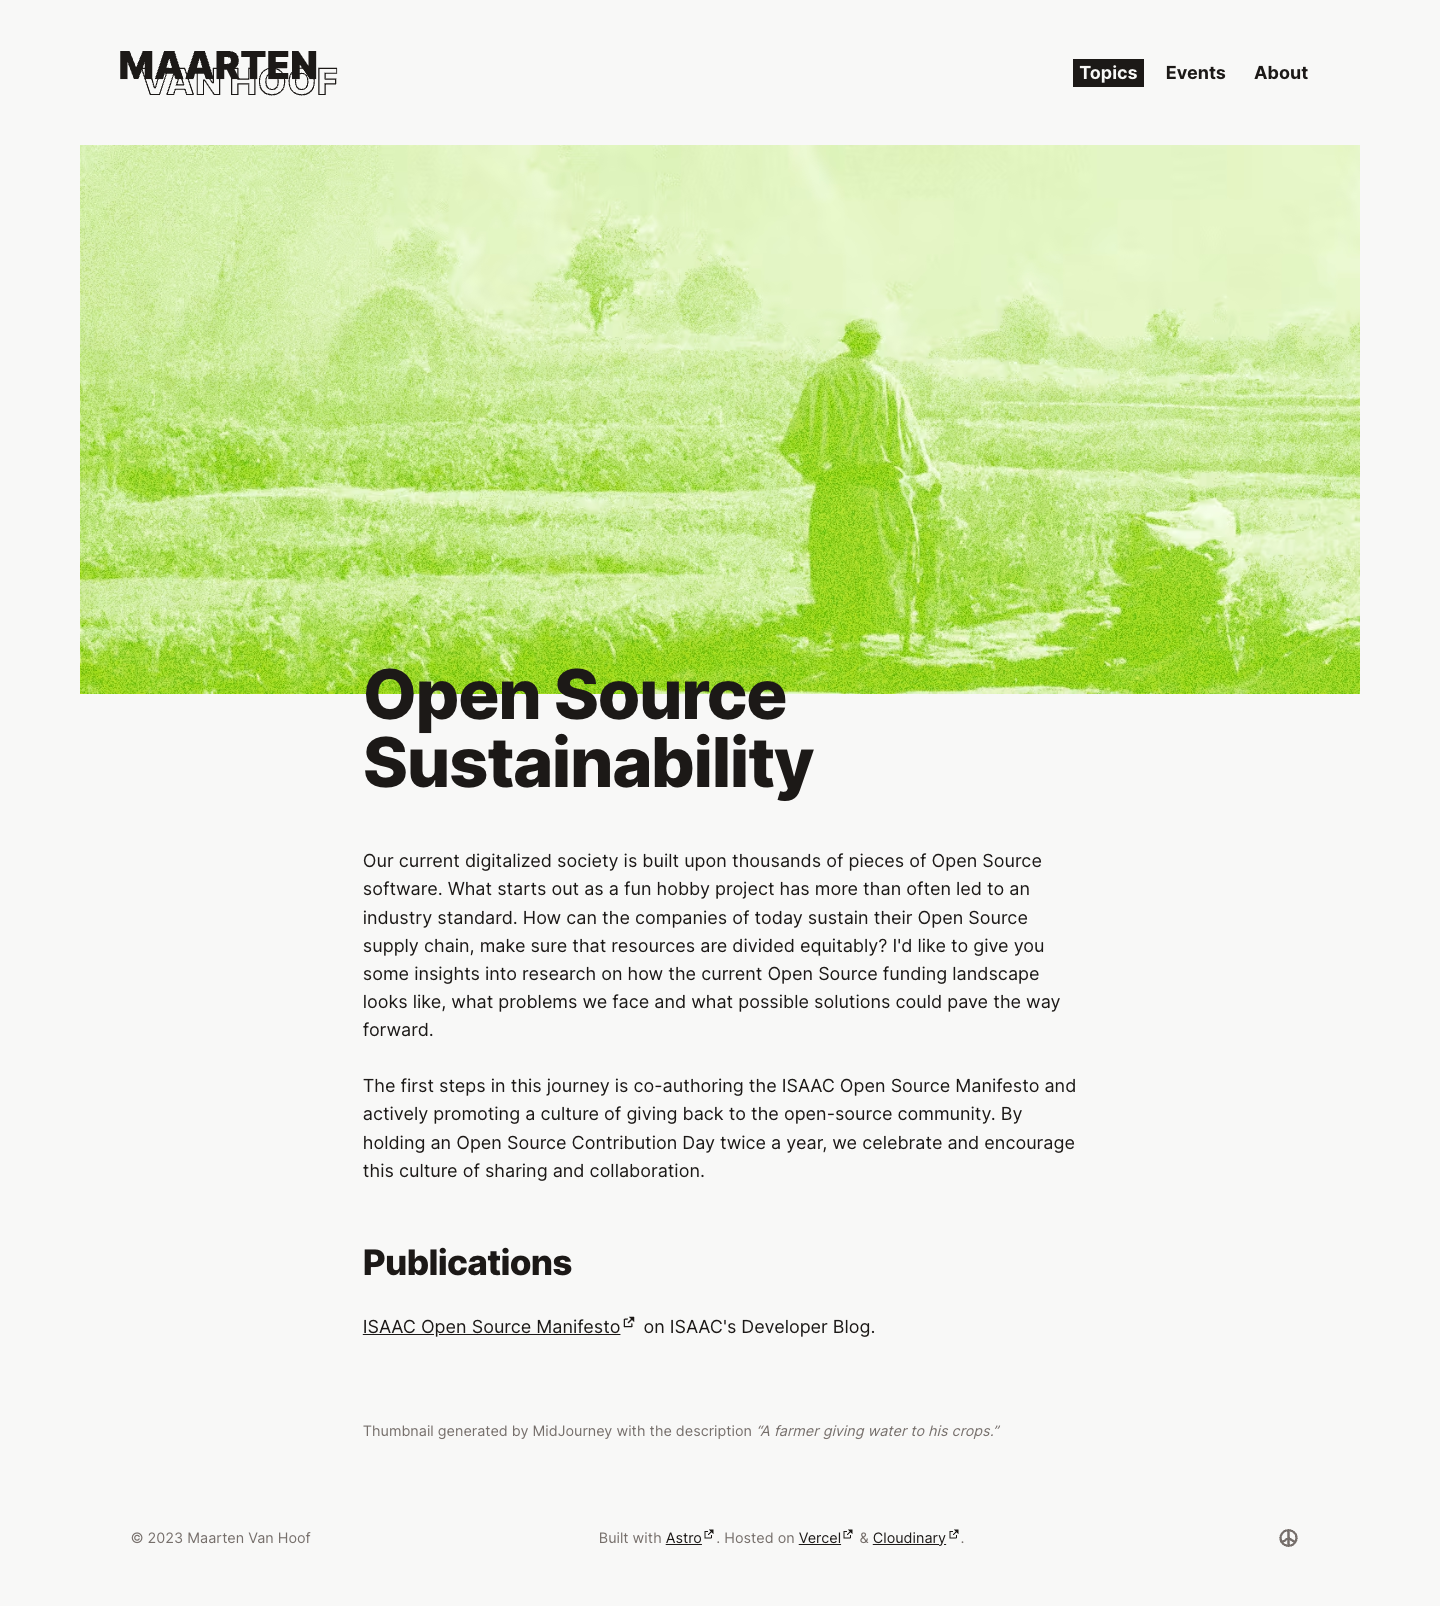 MAARTEN
VAN HOOF
Topics Events About
Open Source
Sustainability
Our current digitalized society is built upon thousands of pieces of Open Source
software. What starts out as a fun hobby project has more than often led to an
industry standard. How can the companies of today sustain their Open Source
supply chain, make sure that resources are divided equitably? I'd like to give you
some insights into research on how the current Open Source funding landscape
looks like, what problems we face and what possible solutions could pave the way
forward.
The first steps in this journey is co-authoring the ISAAC Open Source Manifesto and
actively promoting a culture of giving back to the open-source community. By
holding an Open Source Contribution Day twice a year, we celebrate and encourage
this culture of sharing and collaboration.
Publications
ISAAC Open Source Manifesto on ISAAC's Developer Blog.
Thumbnail generated by MidJourney with the description “A farmer giving water to his crops.”
© 2023 Maarten Van Hoof Built with Astro. Hosted on Vercel & Cloudinary.